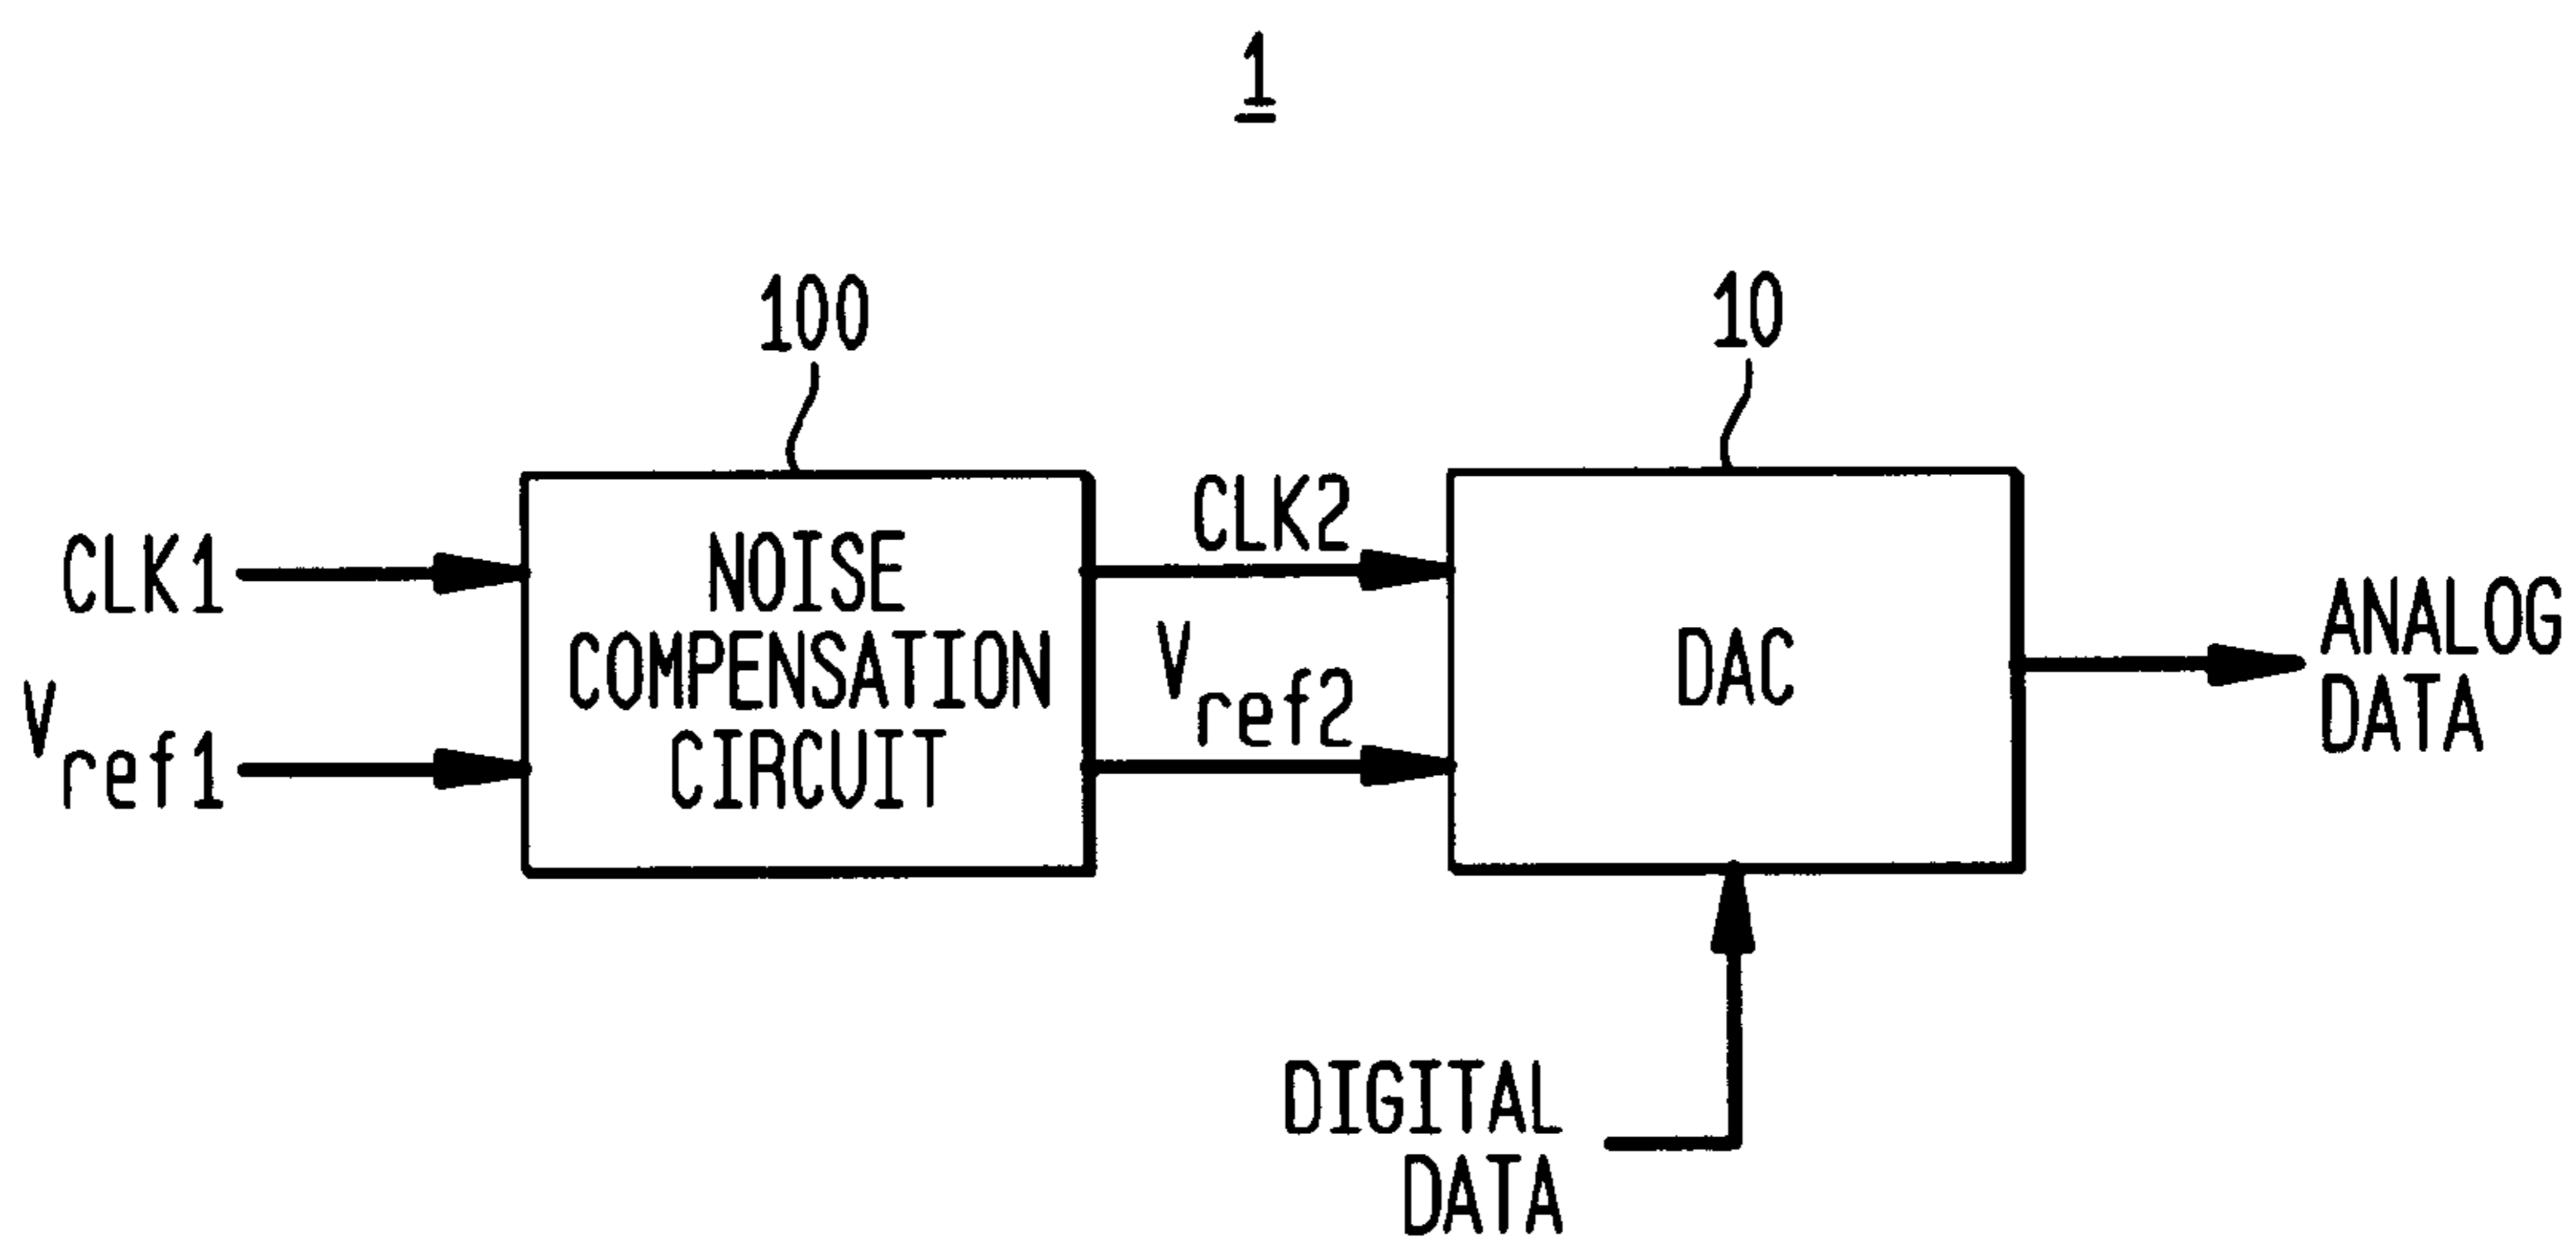 1
100
10
CLK1
Vref1
NOISE
COMPENSATION
CIRCUIT
CLK2
Vref2
DAC
ANALOG
DATA
DIGITAL
DATA